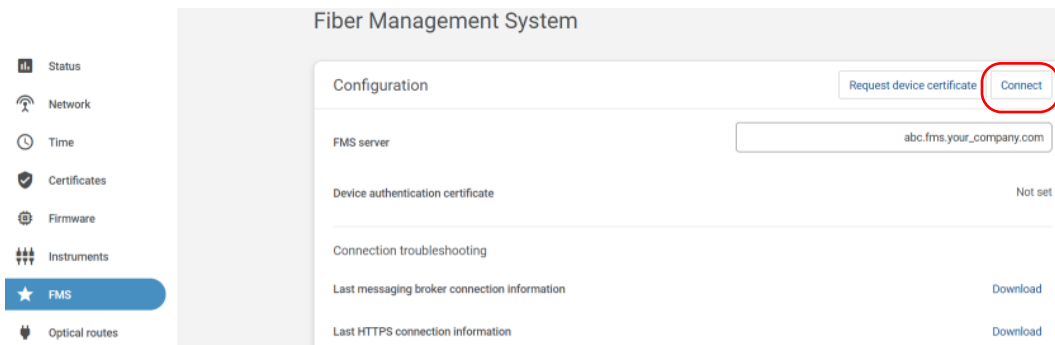 Fiber Management System
Status
Network
Time
Certificates
Firmware
Instruments
FMS
Optical routes
Configuration
Request device certificate
Connect
FMS server
abc.fms.your_company.com
Device authentication certificate
Not set
Connection troubleshooting
Last messaging broker connection information
Download
Last HTTPS connection information
Download